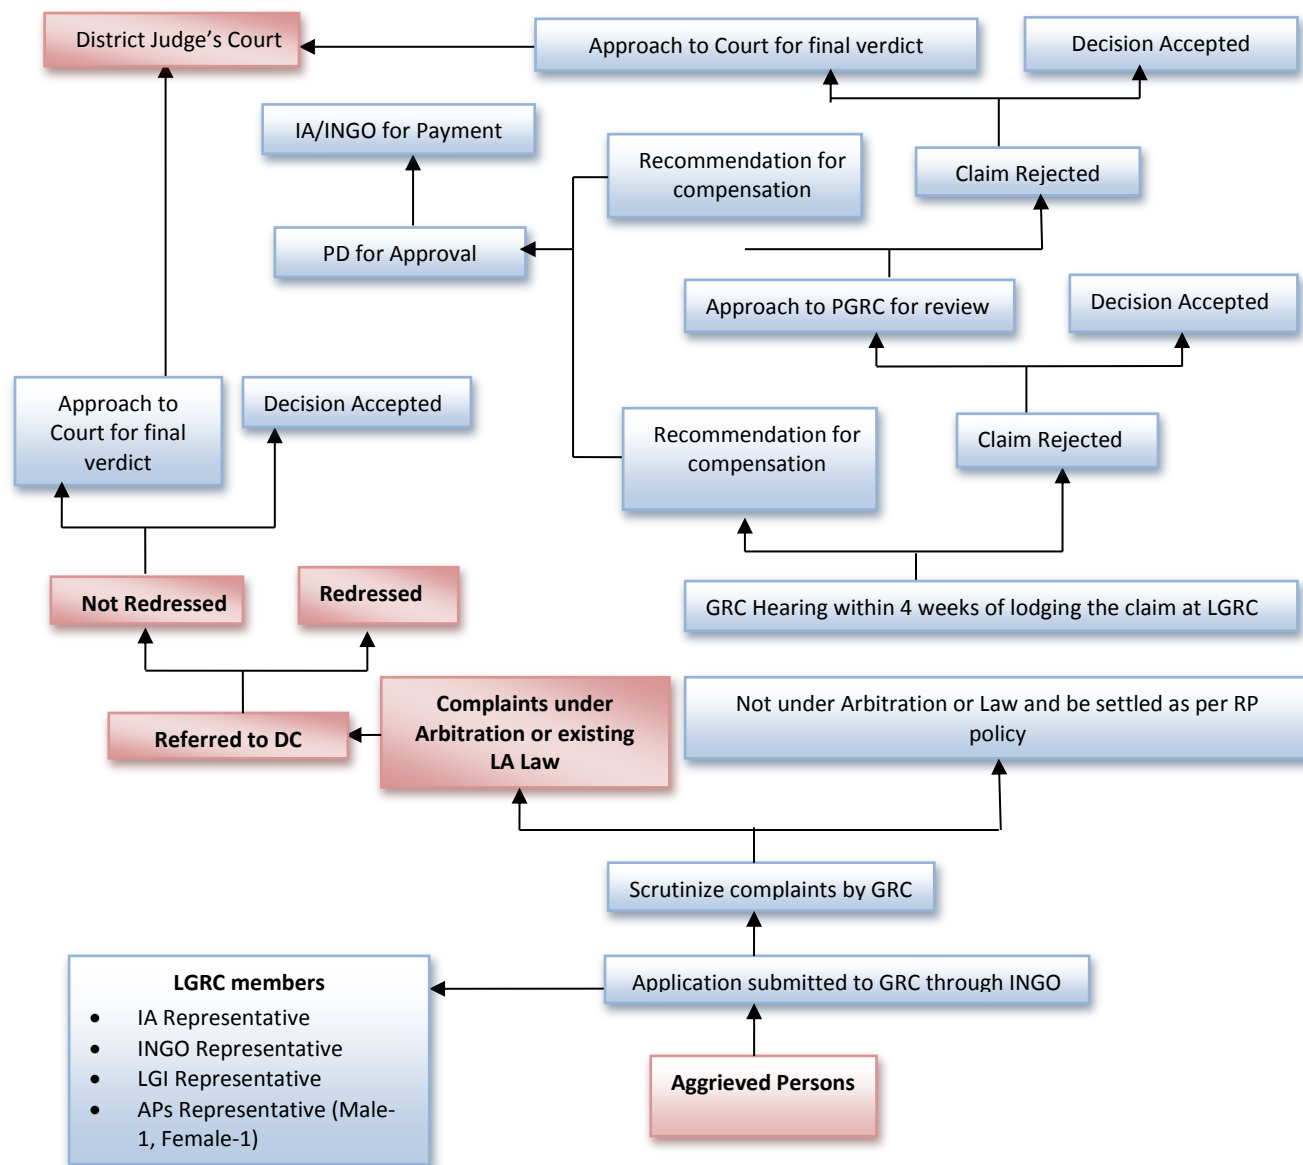 District Judge's Court
Approach to Court for final verdict
Decision Accepted
IA/INGO for Payment
Recommendation for
compensation
Claim Rejected
PD for Approval
Approach to PGRC for review
Decision Accepted
Approach to
Court for final
verdict
Decision Accepted
Recommendation for
compensation
Claim Rejected
Not Redressed
Redressed
GRC Hearing within 4 weeks of lodging the claim at LGRC
Referred to DC
Complaints under
Arbitration or existing
LA Law
Not under Arbitration or Law and be settled as per RP
policy
Scrutinize complaints by GRC
LGRC members
• IA Representative
• INGO Representative
• LGI Representative
• APs Representative (Male-
1, Female-1)
Application submitted to GRC through INGO
Aggrieved Persons